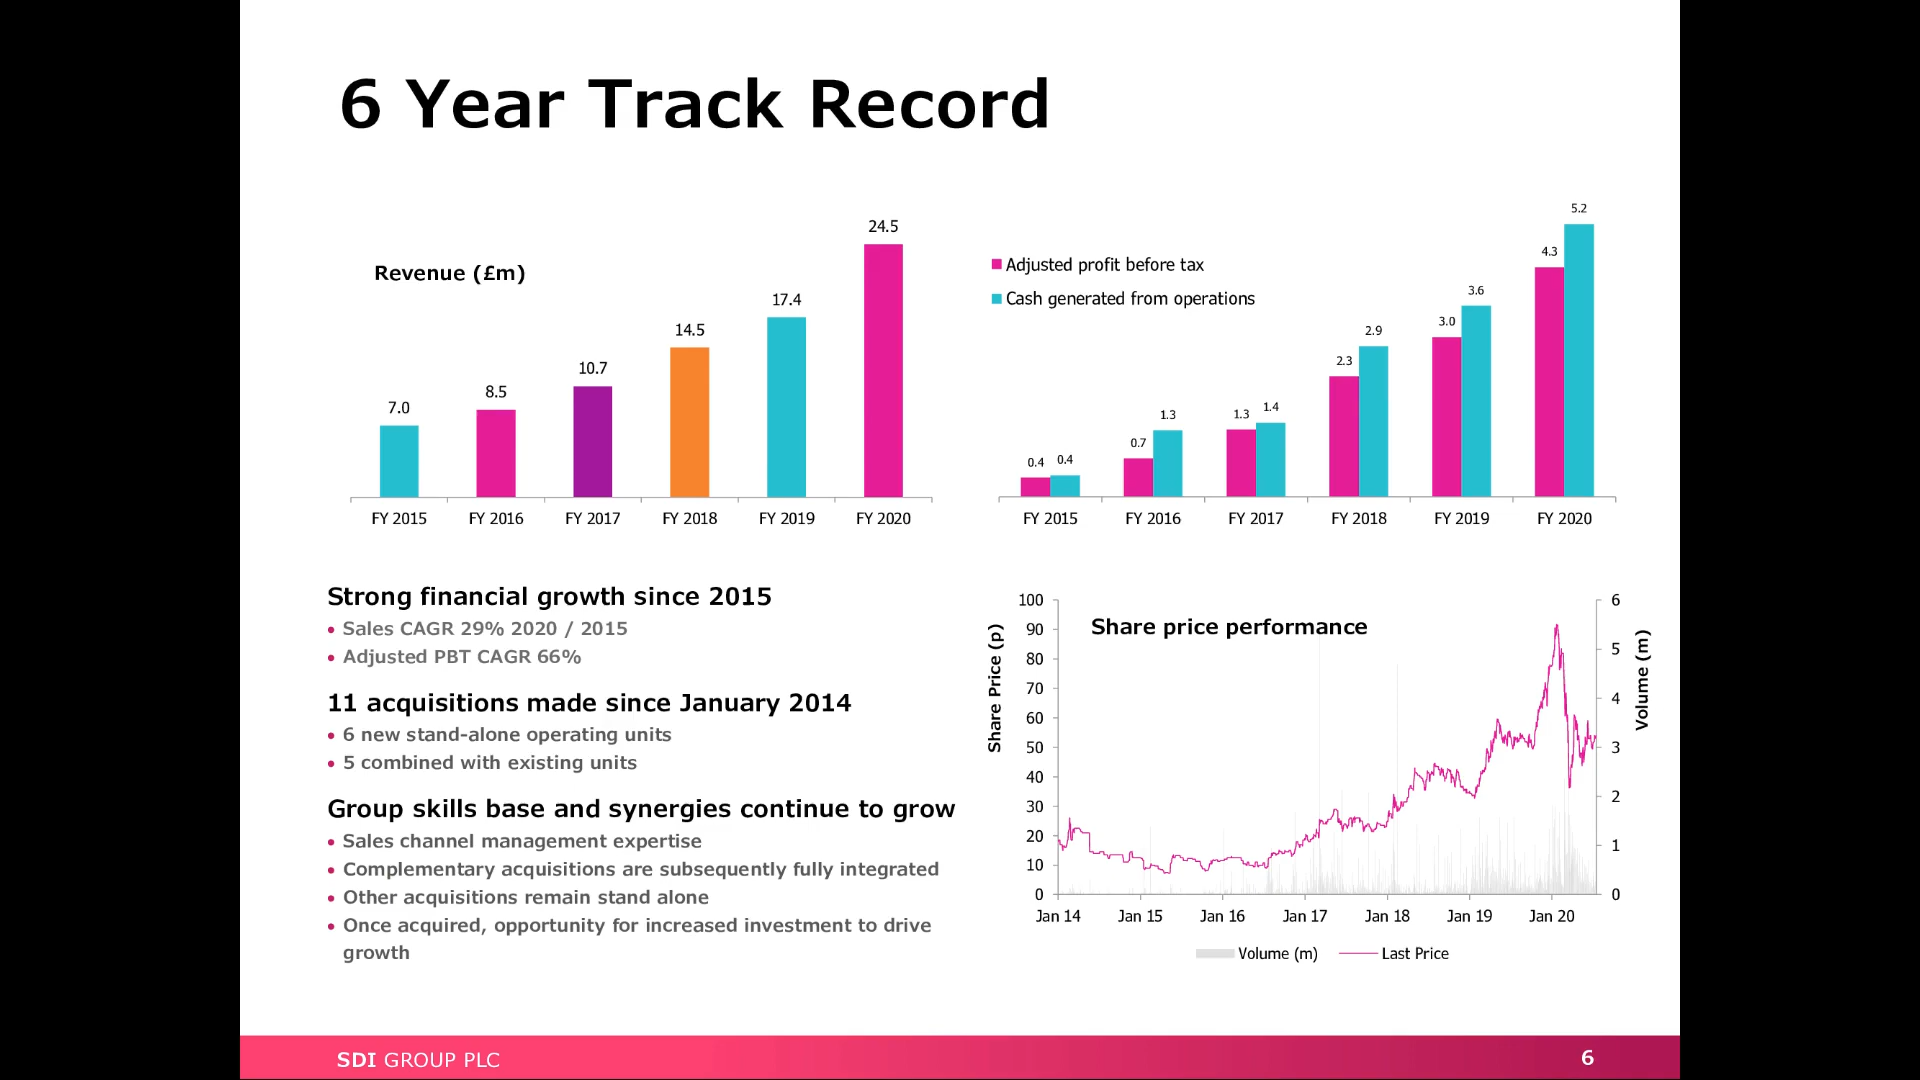 6 Year Track Record
Revenue (£m)
7.0
8.5
10.7
14.5
17.4
24.5
FY 2015 FY 2016 FY 2017 FY 2018 FY 2019 FY 2020
Adjusted profit before tax
Cash generated from operations
0.4 0.4
0.7 1.3
1.3 1.4
2.3 2.9
3.0 3.6
4.3 5.2
FY 2015 FY 2016 FY 2017 FY 2018 FY 2019 FY 2020
Strong financial growth since 2015
• Sales CAGR 29% 2020 / 2015
• Adjusted PBT CAGR 66%
11 acquisitions made since January 2014
• 6 new stand-alone operating units
• 5 combined with existing units
Group skills base and synergies continue to grow
• Sales channel management expertise
• Complementary acquisitions are subsequently fully integrated
• Other acquisitions remain stand alone
• Once acquired, opportunity for increased investment to drive
growth
Share price performance
Share Price (p)
100
90
80
70
60
50
40
30
20
10
0
Volume (m)
6
5
4
3
2
1
0
Jan 14 Jan 15 Jan 16 Jan 17 Jan 18 Jan 19 Jan 20
Volume (m) Last Price
SDI GROUP PLC
6